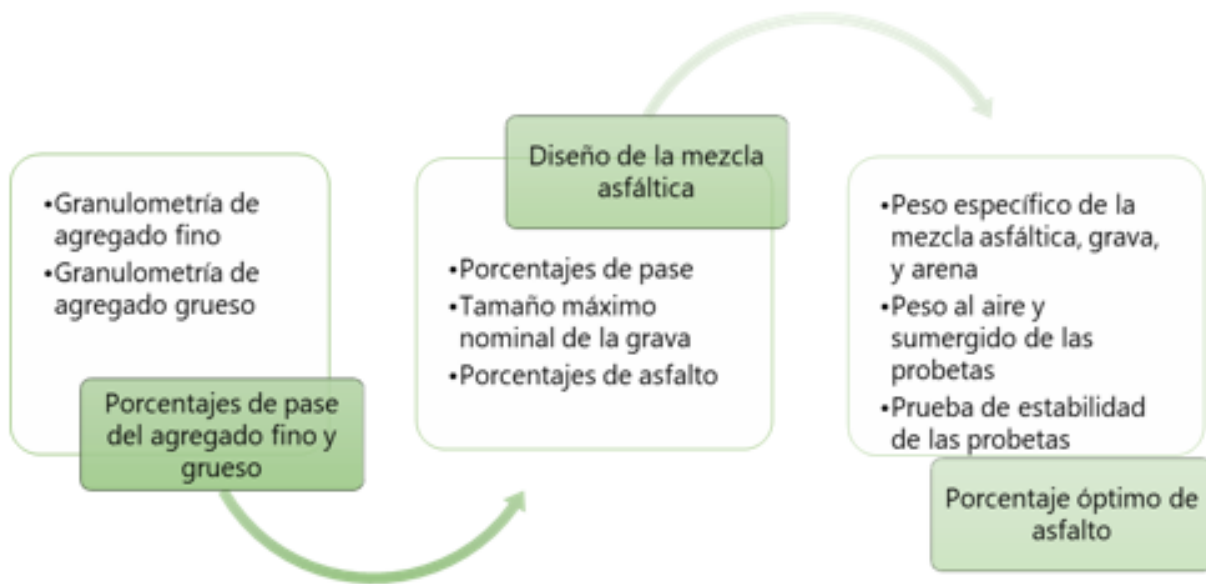 •Granulometría de
agregado fino
•Granulometría de
agregado grueso
Porcentajes de pase
del agregado fino y
grueso
Diseño de la mezcla
asfáltica
•Porcentajes de pase
•Tamaño máximo
nominal de la grava
•Porcentajes de asfalto
•Peso específico de la
mezcla asfáltica, grava,
y arena
•Peso al aire y
sumergido de las
probetas
•Prueba de estabilidad
de las probetas
Porcentaje óptimo de
asfalto